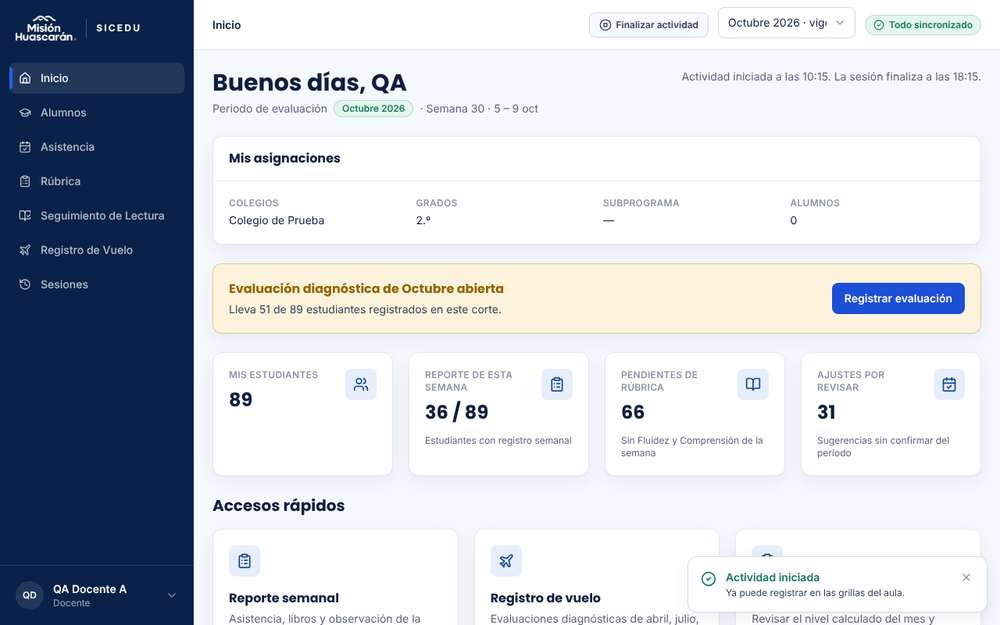 Misión
Huascarán.
SICEDU
Inicio
Alumnos
Asistencia
Rúbrica
Seguimiento de Lectura
Registro de Vuelo
Sesiones
QD
QA Docente A
Docente
Inicio
Finalizar actividad
Octubre 2026 · vig
Todo sincronizado
Buenos días, QA
Actividad iniciada a las 10:15. La sesión finaliza a las 18:15.
Periodo de evaluación Octubre 2026 · Semana 30 · 5 – 9 oct
Mis asignaciones
COLEGIOS
Colegio de Prueba
GRADOS
2.º
SUBPROGRAMA
—
ALUMNOS
0
Evaluación diagnóstica de Octubre abierta
Lleva 51 de 89 estudiantes registrados en este corte.
Registrar evaluación
MIS ESTUDIANTES
89
REPORTE DE ESTA
SEMANA
36 / 89
Estudiantes con registro semanal
PENDIENTES DE
RÚBRICA
66
Sin Fluidez y Comprensión de la
semana
AJUSTES POR
REVISAR
31
Sugerencias sin confirmar del
periodo
Accesos rápidos
Reporte semanal
Asistencia, libros y observación de la
Registro de vuelo
Evaluaciones diagnósticas de abril, julio,
Revisar el nivel calculado del mes y
Actividad iniciada
Ya puede registrar en las grillas del aula.